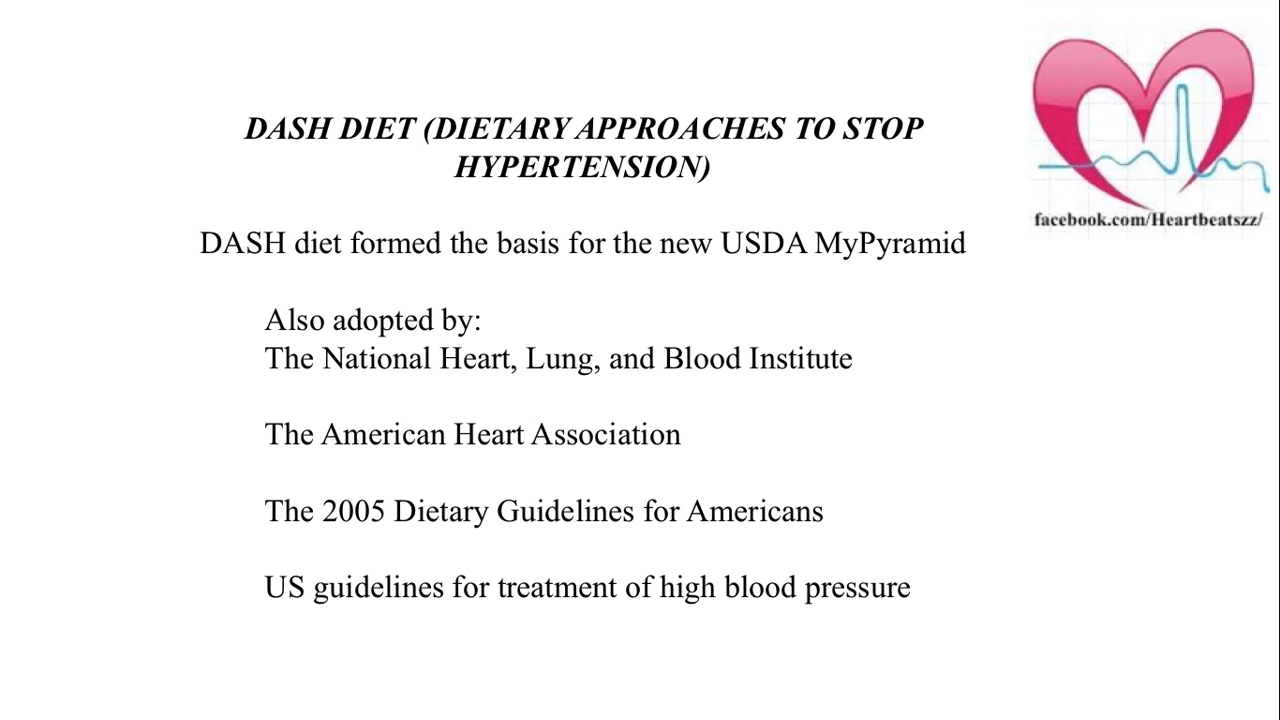 DASH DIET (DIETARY APPROACHES TO STOP
HYPERTENSION)
facebook.com/Heartbeatszz/
DASH diet formed the basis for the new USDA MyPyramid
Also adopted by:
The National Heart, Lung, and Blood Institute
The American Heart Association
The 2005 Dietary Guidelines for Americans
US guidelines for treatment of high blood pressure